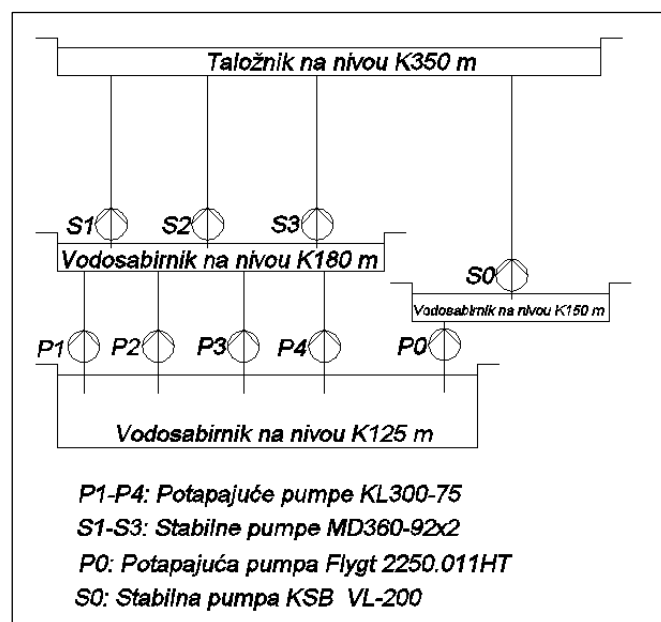 Taložnik na nivou K350 m
S1
S2
S3
Vodosabirnik na nivou K180 m
S0
Vodosabirnik na nivou K150 m
P1
P2
P3
P4
P0
Vodosabirnik na nivou K125 m
P1-P4: Potapajuće pumpe KL300-75
S1-S3: Stabilne pumpe MD360-92x2
P0: Potapajuća pumpa Flygt 2250.011HT
S0: Stabilna pumpa KSB VL-200